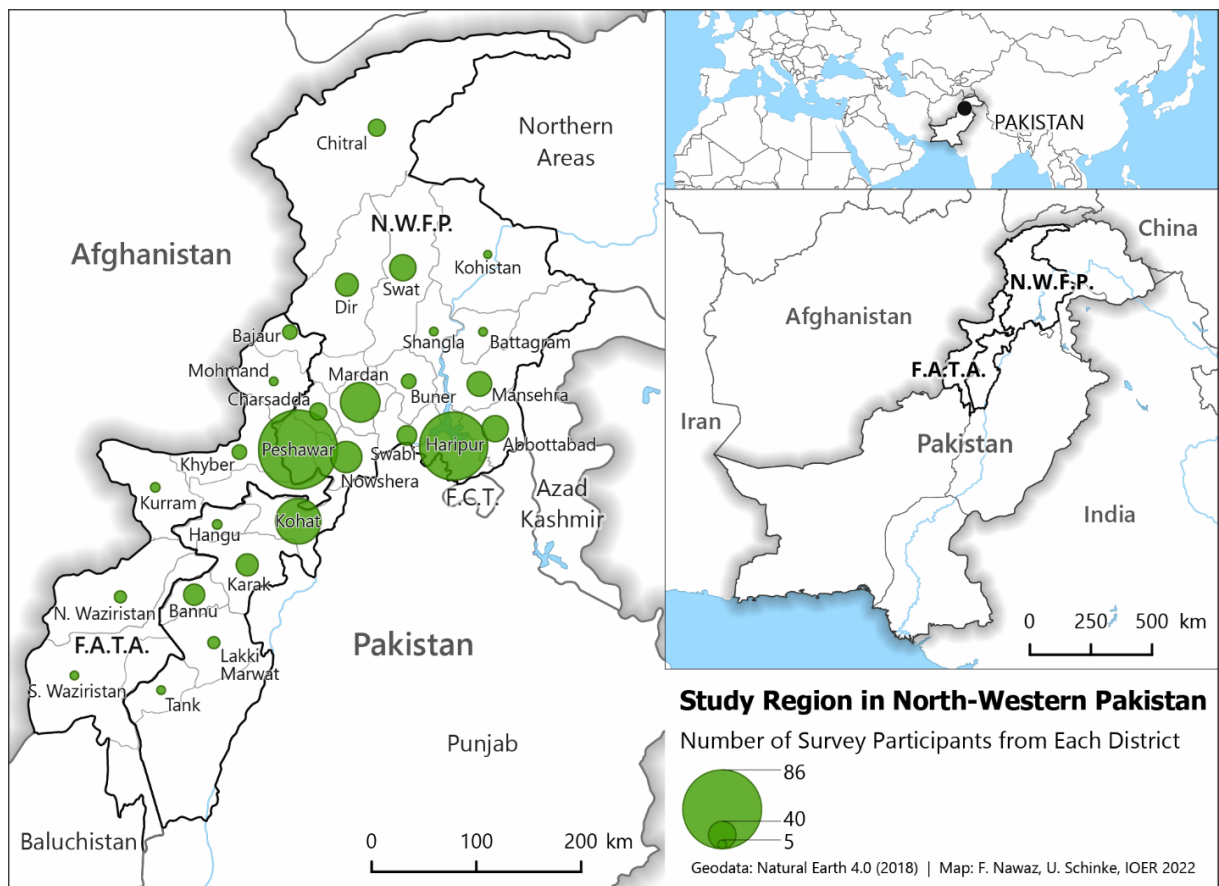 Chitral
Northern
Areas
N.W.F.P.
Afghanistan
Kohistan
Swat
Dir
Bajaur
Shangla
Battagram
Mohmand
Mardan
Buner
Mansehra
Charsadda
Peshawar
Haripur
Abbottabad
Khyber
Swabi
Nowshera
F.C.T.
Azad
Kashmir
Kurram
Hangu
Kohat
Karak
N. Waziristan
Bannu
F.A.T.A.
Lakki
Marwat
Pakistan
S. Waziristan
Tank
Punjab
Baluchistan
0 100 200 km
PAKISTAN
China
N.W.F.P.
Afghanistan
F.A.T.A.
Iran
Pakistan
India
0 250 500 km
Study Region in North-Western Pakistan
Number of Survey Participants from Each District
86
40
5
Geodata: Natural Earth 4.0 (2018) | Map: F. Nawaz, U. Schinke, IOER 2022